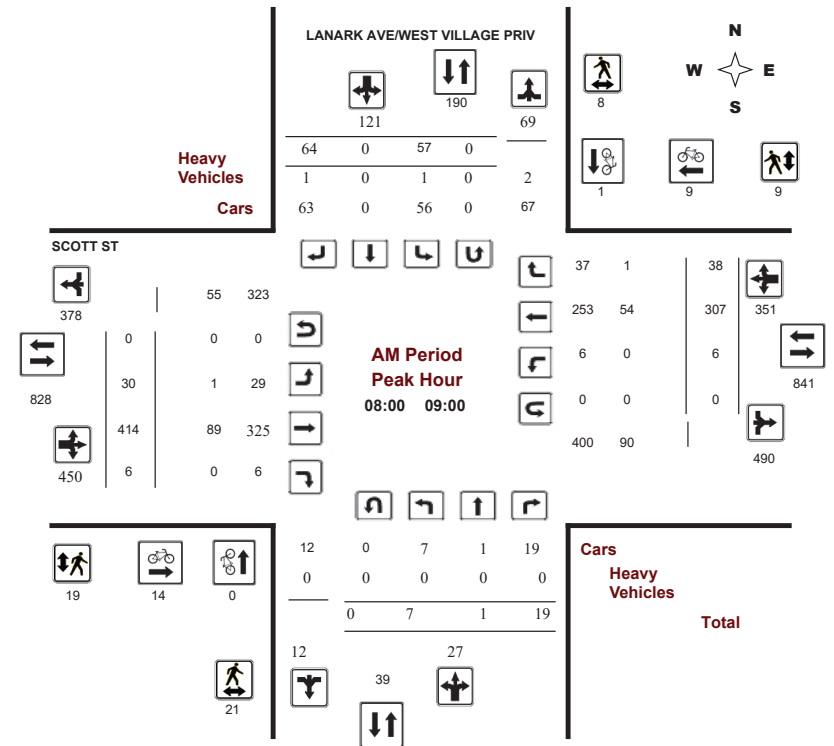 LANARK AVE/WEST VILLAGE PRIV
N
W E
S
190
8
121 69
64 0 57 0
Heavy
Vehicles
1 0 1 0 2
Cars
63 0 56 0 67
1 9 9
SCOTT ST
378
55 323
0 0 0
828
30 1 29
414 89 325
450
6 0 6
AM Period
Peak Hour
08:00 09:00
37 1 38
253 54 307 351
6 0 6
841
0 0 0
400 90
490
12 0 7 1 19
0 0 0 0 0
0 7 1 19
Cars
Heavy
Vehicles
Total
19 14 0
12 27
39
21